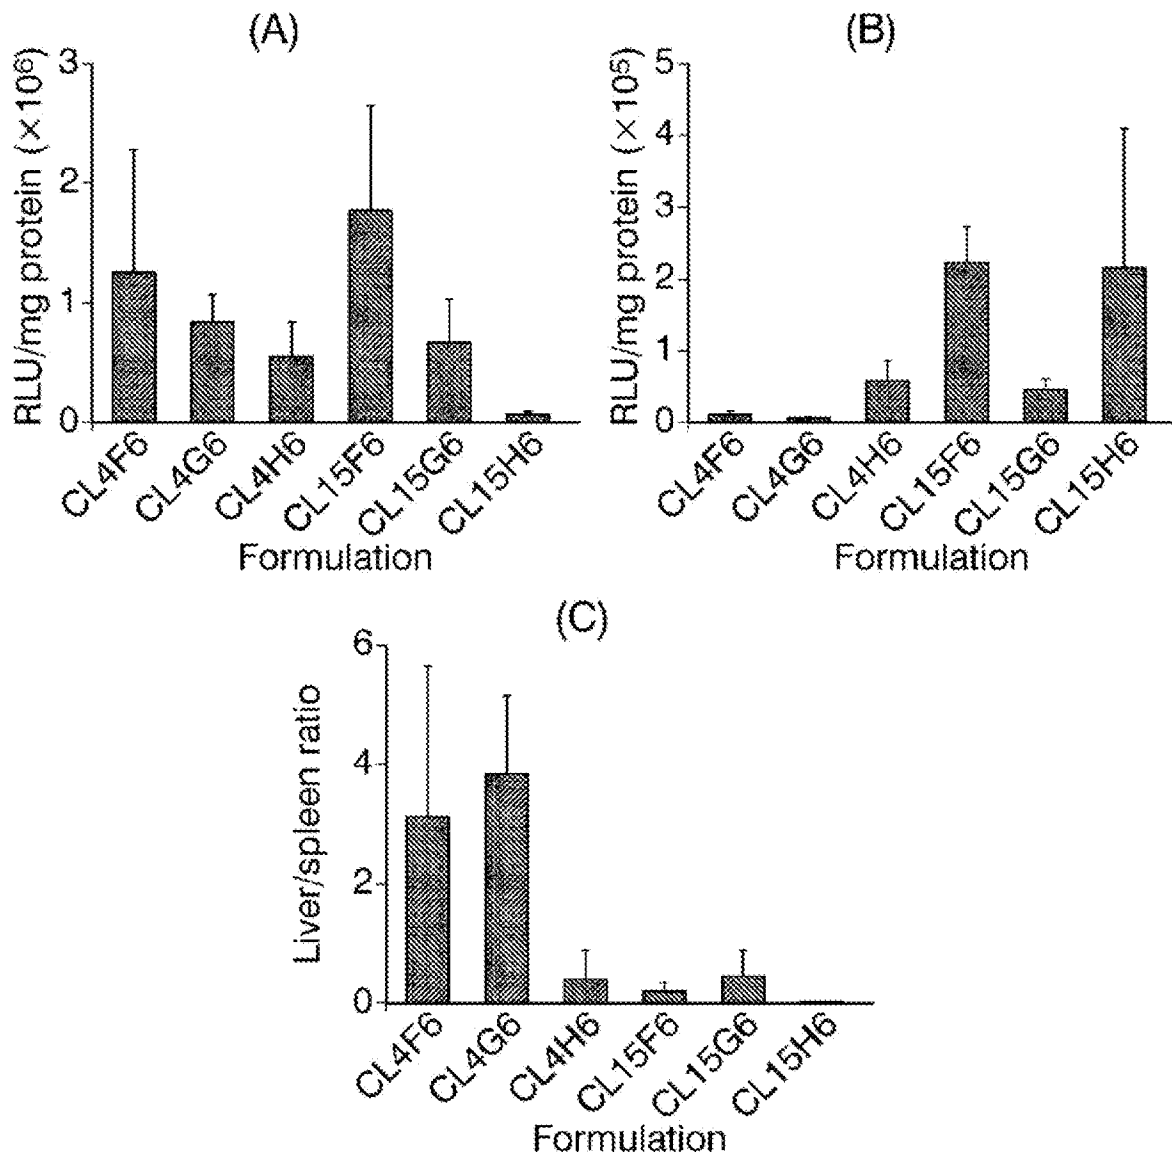 (A)
RLU/mg protein (×10⁶)
3
2
1
0
CL4F6
CL4G6
CL4H6
CL15F6
CL15G6
CL15H6
Formulation
(B)
RLU/mg protein (×10⁵)
5
4
3
2
1
0
CL4F6
CL4G6
CL4H6
CL15F6
CL15G6
CL15H6
Formulation
(C)
Liver/spleen ratio
6
4
2
0
CL4F6
CL4G6
CL4H6
CL15F6
CL15G6
CL15H6
Formulation